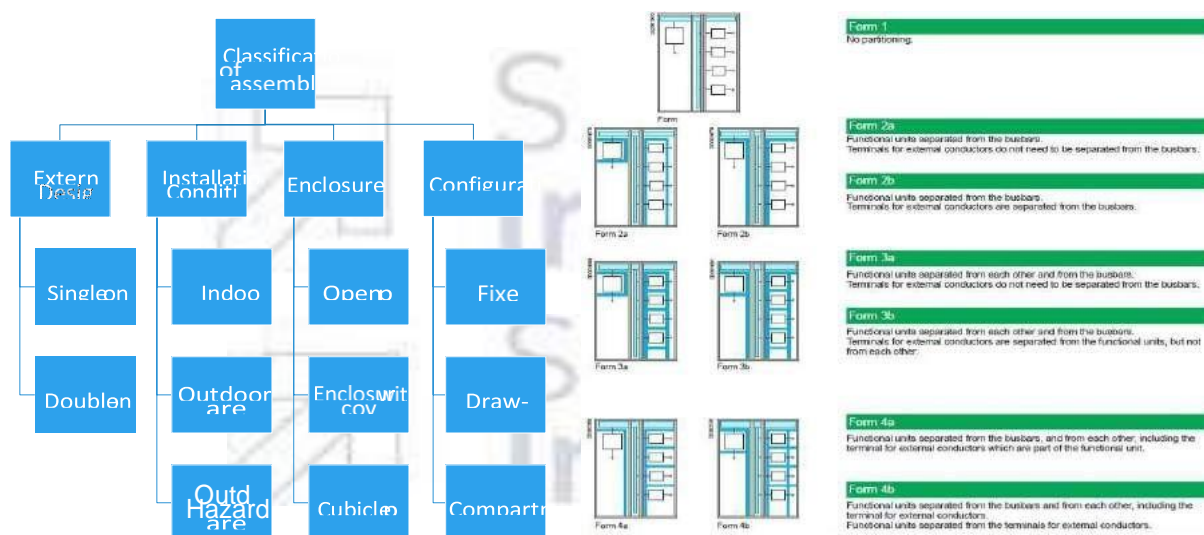 Classificat
of
assembl
Extern
Desig
Installati
Conditi
Enclosure
Configura
Single on
Indoo
Open p
Fixe
Double on
Outdoor
are
Enclosur wit
cov
Draw-
Outd
Hazard
are
Cubicle p
Compartr
Form
Form 2a
Form 2b
Form 3a
Form 3b
Form 4a
Form 4b
Form 1
No partitioning.
Form 2a
Functional units separated from the busbars.
Terminals for external conductors do not need to be separated from the busbars.
Form 2b
Functional units separated from the busbars.
Terminals for external conductors are separated from the busbars.
Form 3a
Functional units separated from each other and from the busbars.
Terminals for external conductors do not need to be separated from the busbars.
Form 3b
Functional units separated from each other and from the busbars.
Terminals for external conductors are separated from the functional units, but not
from each other.
Form 4a
Functional units separated from the busbars, and from each other, including the
terminal for external conductors which are part of the functional unit.
Form 4b
Functional units separated from the busbars and from each other, including the
terminal for external conductors.
Functional units separated from the terminals for external conductors.